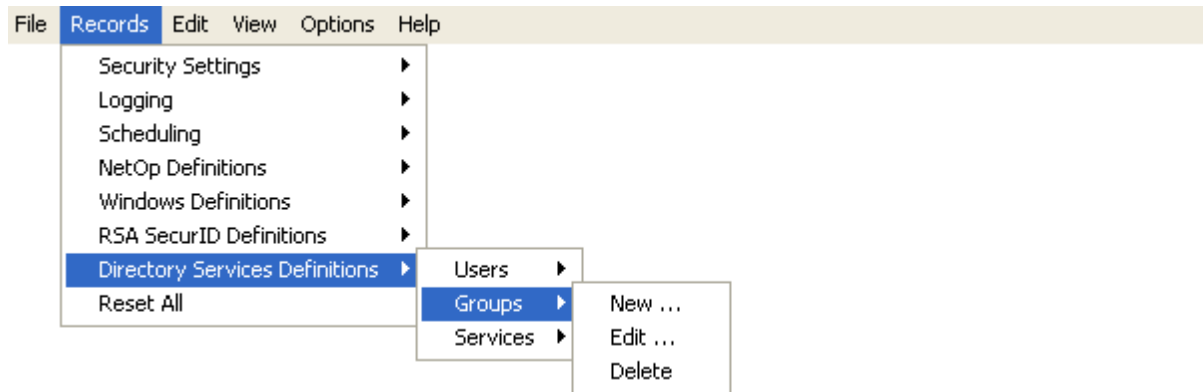 File Records Edit View Options Help
Security Settings
Logging
Scheduling
NetOp Definitions
Windows Definitions
RSA SecurID Definitions
Directory Services Definitions
Reset All
Users
Groups
Services
New ...
Edit ...
Delete